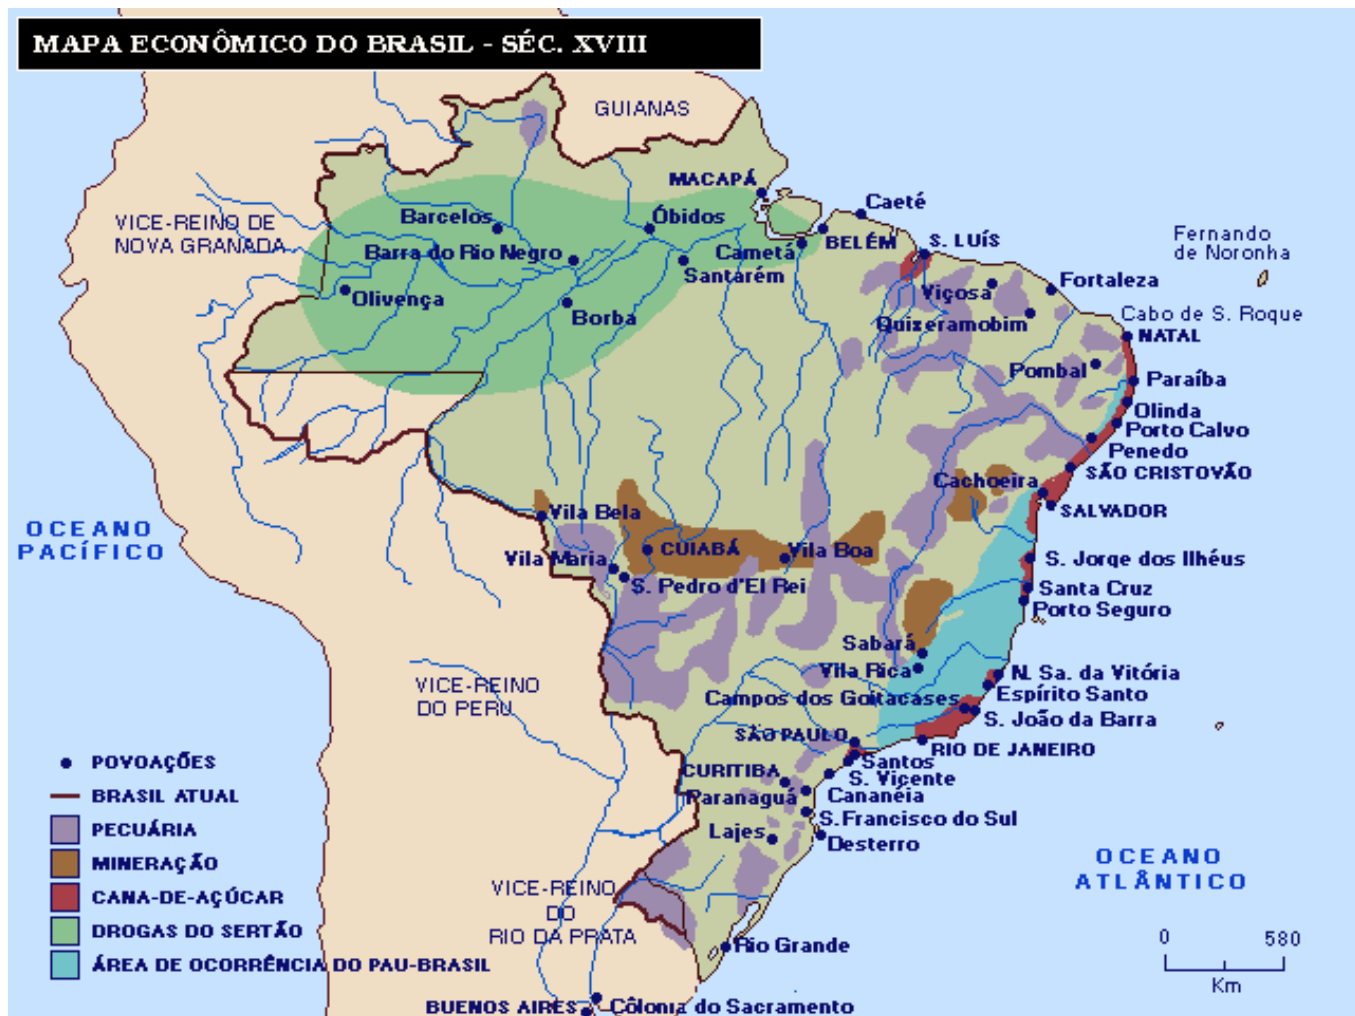 MAPA ECONÔMICO DO BRASIL - SÉC. XVIII
GUIANAS
MACAPÁ
Caeté
VICE-REINO DE
NOVA GRANADA
Barcelos
Óbidos
BELÉM
S. LUÍS
Fernando
de Noronha
Barra do Rio Negro
Cametá
Santarém
Olivença
Viçosa
Fortaleza
Borba
Quizeramobim
Cabo de S. Roque
NATAL
Pombal
Paraíba
Olinda
Porto Calvo
Penedo
SÃO CRISTOVÃO
Cachoeira
SALVADOR
OCEANO
PACÍFICO
Vila Bela
CUIABÁ
Vila Boa
Vila Maria
S. Pedro d'El Rei
S. Jorge dos Ilhéus
Santa Cruz
Porto Seguro
Sabará
Vila Rica
N. Sa. da Vitória
VICE-REINO
DO PERU
Campos dos Goitacases
Espírito Santo
S. João da Barra
SÃO PAULO
RIO DE JANEIRO
Santos
CURITIBA
S. Vicente
Paranaguá
Cananéia
S.Francisco do Sul
Lajes
Desterro
POVOAÇÕES
BRASIL ATUAL
PECUÁRIA
MINERAÇÃO
CANA-DE-AÇÚCAR
DROGAS DO SERTÃO
ÁREA DE OCORRÊNCIA DO PAU-BRASIL
OCEANO
ATLÂNTICO
VICE-REINO
DO
RIO DA PRATA
Rio Grande
0 580
Km
BUENOS AIRES
Côlonia do Sacramento